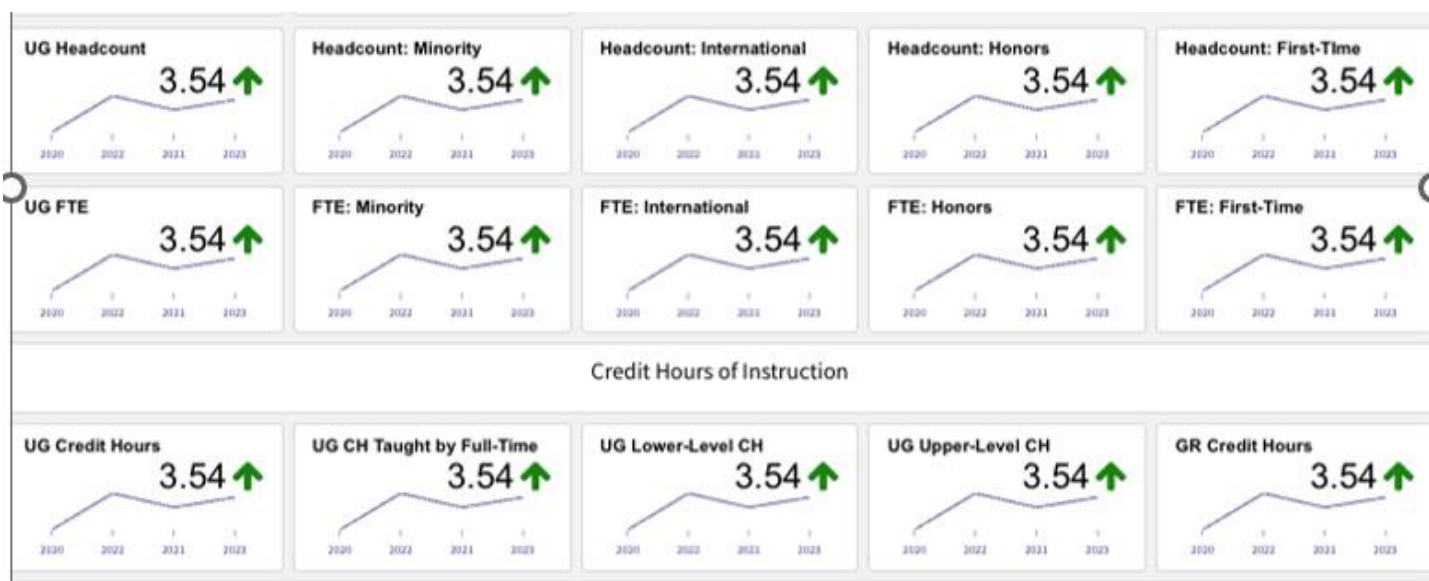 UG Headcount
3.54
2020 2022 2021 2023
Headcount: Minority
3.54
2020 2022 2021 2023
Headcount: International
3.54
2020 2022 2021 2023
Headcount: Honors
3.54
2020 2022 2021 2023
Headcount: First-TIme
3.54
2020 2022 2021 2023
UG FTE
3.54
2020 2022 2021 2023
FTE: Minority
3.54
2020 2022 2021 2023
FTE: International
3.54
2020 2022 2021 2023
FTE: Honors
3.54
2020 2022 2021 2023
FTE: First-Time
3.54
2020 2022 2021 2023
Credit Hours of Instruction
UG Credit Hours
3.54
2020 2022 2021 2023
UG CH Taught by Full-Time
3.54
2020 2022 2021 2023
UG Lower-Level CH
3.54
2020 2022 2021 2023
UG Upper-Level CH
3.54
2020 2022 2021 2023
GR Credit Hours
3.54
2020 2022 2021 2023